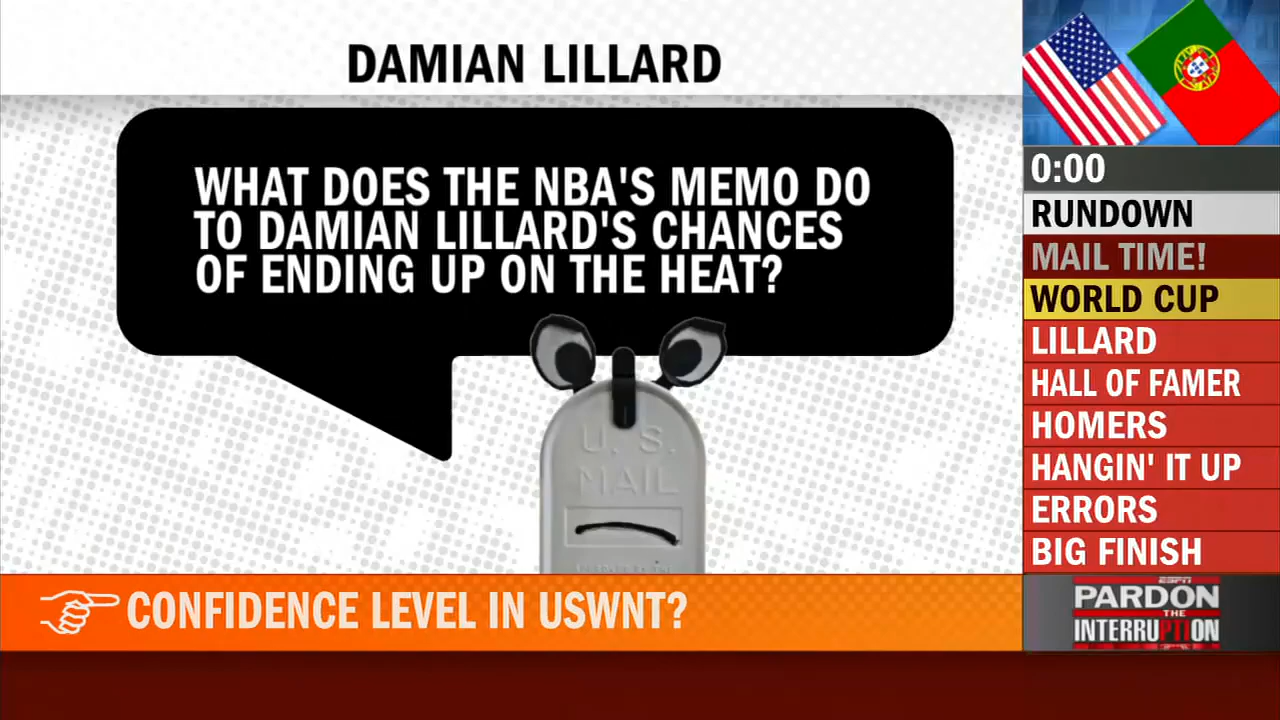 DAMIAN LILLARD
WHAT DOES THE NBA'S MEMO DO
TO DAMIAN LILLARD'S CHANCES
OF ENDING UP ON THE HEAT?
U. S.
MAIL
CONFIDENCE LEVEL IN USWNT?
0:00
RUNDOWN
MAIL TIME!
WORLD CUP
LILLARD
HALL OF FAMER
HOMERS
HANGIN' IT UP
ERRORS
BIG FINISH
ESPN
PARDON
THE
INTERRUPTION